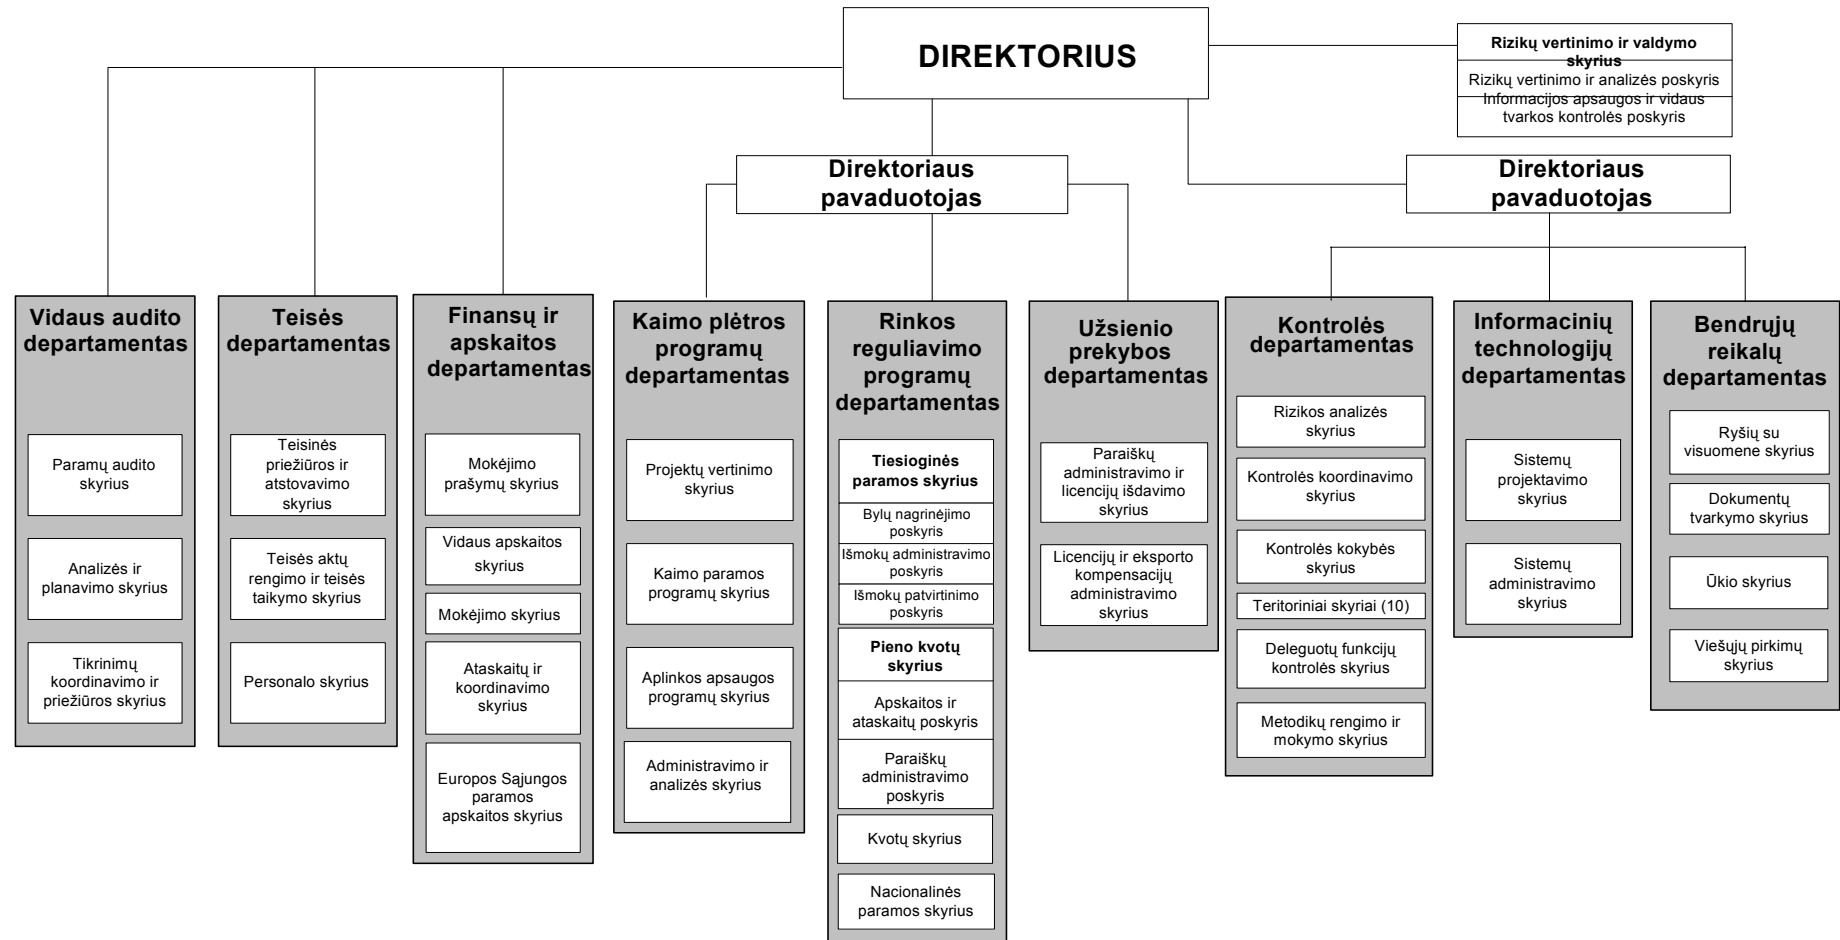 DIREKTORIUS
Rizikų vertinimo ir valdymo
skyrius
Rizikų vertinimo ir analizės poskyris
Informacijos apsaugos ir vidaus
tvarkos kontrolės poskyris
Direktoriaus
pavaduotojas
Direktoriaus
pavaduotojas
Vidaus audito
departamentas
Paramų audito
skyrius
Analizės ir
planavimo skyrius
Tikrinimų
koordinavimo ir
priežiūros skyrius
Teisės
departamentas
Teisinės
priežiūros ir
atstovavimo
skyrius
Teisės aktų
rengimo ir teisės
taikymo skyrius
Personalo skyrius
Finansų ir
apskaitos
departamentas
Mokėjimo
prašymų skyrius
Vidaus apskaitos
skyrius
Mokėjimo skyrius
Ataskaitų ir
koordinavimo
skyrius
Europos Sąjungos
paramos
apskaitos skyrius
Kaimo plėtros
programų
departamentas
Projektų vertinimo
skyrius
Kaimo paramos
programų skyrius
Aplinkos apsaugos
programų skyrius
Administravimo ir
analizės skyrius
Rinkos
reguliavimo
programų
departamentas
Tiesioginės
paramos skyrius
Bylų nagrinėjimo
poskyris
Išmokų administravimo
poskyris
Išmokų patvirtinimo
poskyris
Pieno kvotų
skyrius
Apskaitos ir
ataskaitų poskyris
Paraiškų
administravimo
poskyris
Kvotų skyrius
Nacionalinės
paramos skyrius
Užsienio
prekybos
departamentas
Paraiškų
administravimo ir
licencijų išdavimo
skyrius
Licencijų ir eksporto
kompensacijų
administravimo
skyrius
Kontrolės
departamentas
Rizikos analizės
skyrius
Kontrolės koordinavimo
skyrius
Kontrolės kokybės
skyrius
Teritoriniai skyriai (10)
Deleguotų funkcijų
kontrolės skyrius
Metodikų rengimo ir
mokymo skyrius
Informacinių
technologijų
departamentas
Sistemų
projektavimo
skyrius
Sistemų
administravimo
skyrius
Bendrųjų
reikalų
departamentas
Ryšių su
visuomene skyrius
Dokumentų
tvarkymo skyrius
Ūkio skyrius
Viešųjų pirkimų
skyrius